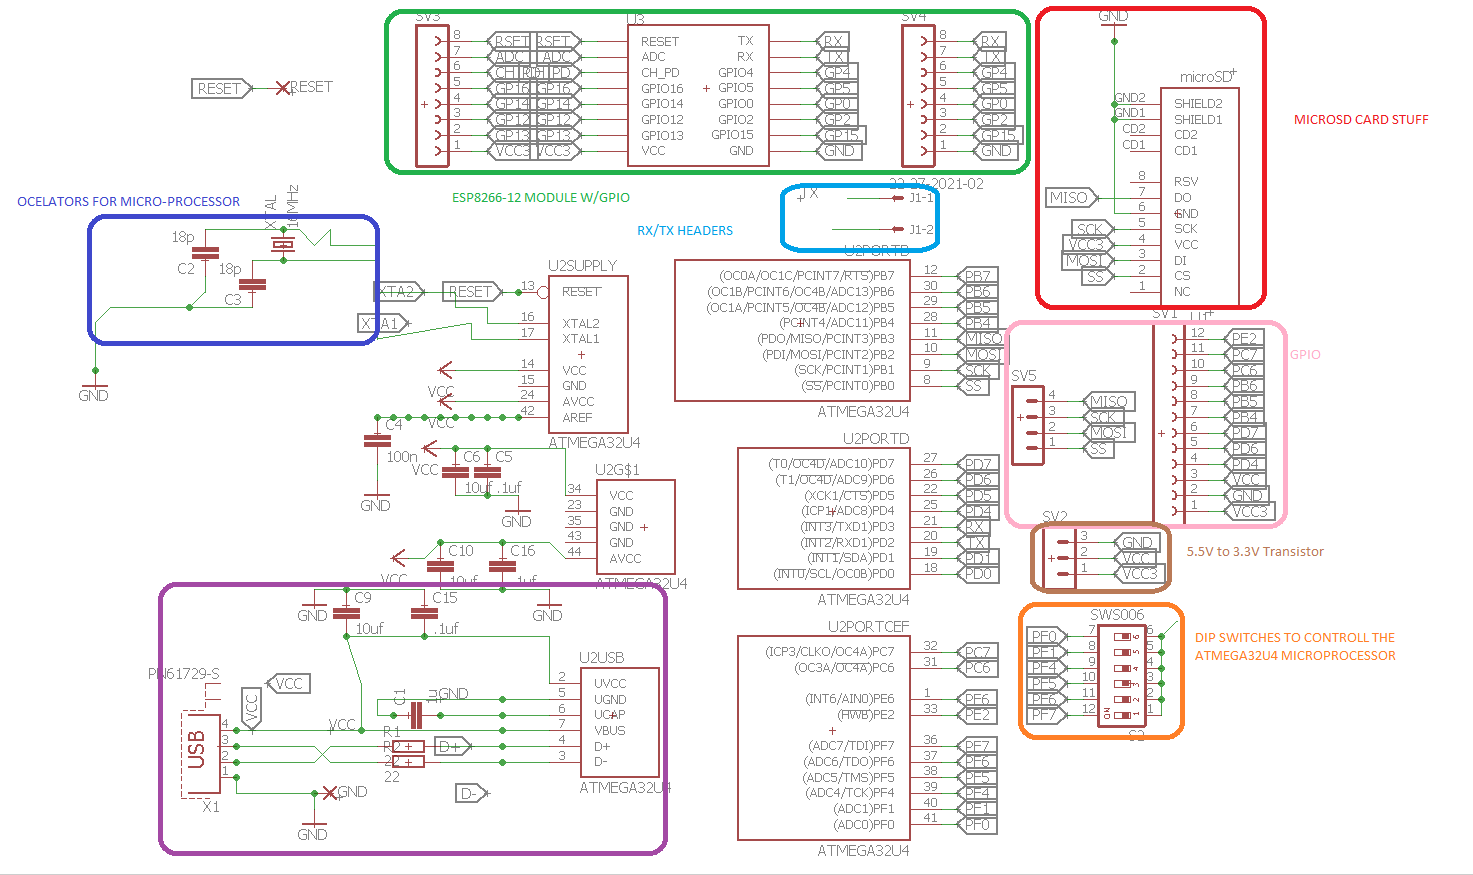 SV3
U3
SV4
GND
8
RSET
RSET
RESET
TX
RX
8
RX
7
ADC
ADC
ADC
RX
TX
7
TX
6
CH_PD
GPIO4
GP4
6
GP4
5
GP16
GP16
GPIO16
GPIO5
GP5
5
GP5
4
GP14
GP14
GPIO14
GPIO0
GP0
4
GP0
3
GP12
GP12
GPIO12
GPIO2
GP2
3
GP2
2
GP13
GP13
GPIO13
GPIO15
GP15
2
GP15
1
VCC3
VCC3
VCC
GND
GND
1
GND
ESP8266-12 MODULE W/GPIO
RESET
RESET
microSD
GND2
SHIELD2
GND1
SHIELD1
CD2
CD2
CD1
CD1
8
RSV
MISO
7
DO
6
GND
SCK
5
SCK
VCC3
4
VCC
MOSI
3
DI
SS
2
CS
1
NC
MICROSD CARD STUFF
OCELATORS FOR MICRO-PROCESSOR
XTAL
16MHz
18p
C2
18p
C3
GND
22-27-2021-02
TX
J1-1
J1-2
RX/TX HEADERS
U2SUPPLY
XTA2
RESET
13
RESET
XTA1
16
XTAL2
17
XTAL1
14
VCC
VCC
15
GND
24
AVCC
VCC
42
AREF
ATMEGA32U4
C4
100n
GND
VCC
C6
C5
10uf
.1uf
GND
U2G$1
34
VCC
23
GND
35
GND
43
GND
44
AVCC
ATMEGA32U4
VCC
C10
C16
10uf
.1uf
U2PORTB
(OC0A/OC1C/PCINT7/RTS)PB7
12
PB7
(OC1B/PCINT6/OC4B/ADC13)PB6
30
PB6
(OC1A/PCINT5/OC4B/ADC12)PB5
29
PB5
(PCINT4/ADC11)PB4
28
PB4
(PDO/MISO/PCINT3)PB3
11
MISO
(PDI/MOSI/PCINT2)PB2
10
MOSI
(SCK/PCINT1)PB1
9
SCK
(SS/PCINT0)PB0
8
SS
ATMEGA32U4
SV1
U1
12
PE2
11
PC7
10
PC6
9
PB6
8
PB5
7
PB4
6
PD7
5
PD6
4
PD4
3
VCC
2
GND
1
VCC3
GPIO
SV5
4
MISO
3
SCK
2
MOSI
1
SS
U2PORTD
(T0/OC4D/ADC10)PD7
27
PD7
(T1/OC4D/ADC9)PD6
26
PD6
(XCK1/CTS)PD5
22
PD5
(ICP1/ADC8)PD4
25
PD4
(INT3/TXD1)PD3
21
RX
(INT2/RXD1)PD2
20
TX
(INT1/SDA)PD1
19
PD1
(INT0/SCL/OC0B)PD0
18
PD0
ATMEGA32U4
SV2
3
GND
2
VCC
1
VCC3
5.5V to 3.3V Transistor
SWS006
PF0
7
6
PF1
8
5
PF4
9
4
PF5
10
3
PF6
11
2
PF7
12
1
6
5
4
3
2
1
ON
S2
DIP SWITCHES TO CONTROLL THE
ATMEGA32U4 MICROPROCESSOR
U2PORTCEF
(ICP3/CLKO/OC4A)PC7
32
PC7
(OC3A/OC4A)PC6
31
PC6
(INT6/AIN0)PE6
1
PE6
(HWB)PE2
33
PE2
(ADC7/TDI)PF7
36
PF7
(ADC6/TDO)PF6
37
PF6
(ADC5/TMS)PF5
38
PF5
(ADC4/TCK)PF4
39
PF4
(ADC1)PF1
40
PF1
(ADC0)PF0
41
PF0
ATMEGA32U4
GND
C9
C15
GND
10uf
.1uf
PN61729-S
VCC
VCC
VCC
USB
X1
4
3
2
1
GND
GND
R1
R2
22
22
D+
D-
C1
1u
GND
U2USB
2
UVCC
5
UGND
6
UCAP
7
VBUS
4
D+
3
D-
ATMEGA32U4